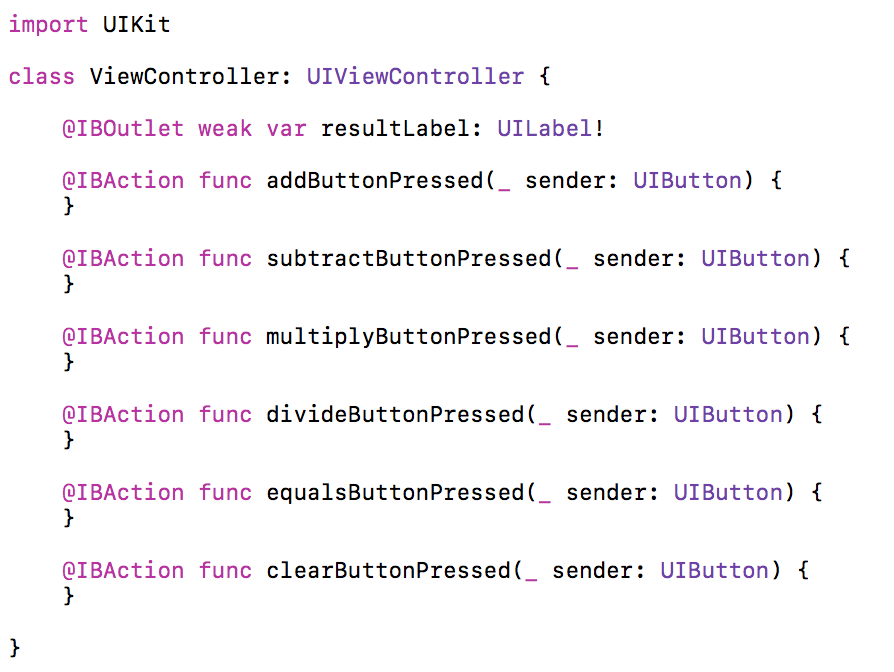 import UIKit
class ViewController: UIViewController {
@IBOutlet weak var resultLabel: UILabel!
@IBAction func addButtonPressed(_ sender: UIButton) {
}
@IBAction func subtractButtonPressed(_ sender: UIButton) {
}
@IBAction func multiplyButtonPressed(_ sender: UIButton) {
}
@IBAction func divideButtonPressed(_ sender: UIButton) {
}
@IBAction func equalsButtonPressed(_ sender: UIButton) {
}
@IBAction func clearButtonPressed(_ sender: UIButton) {
}
}